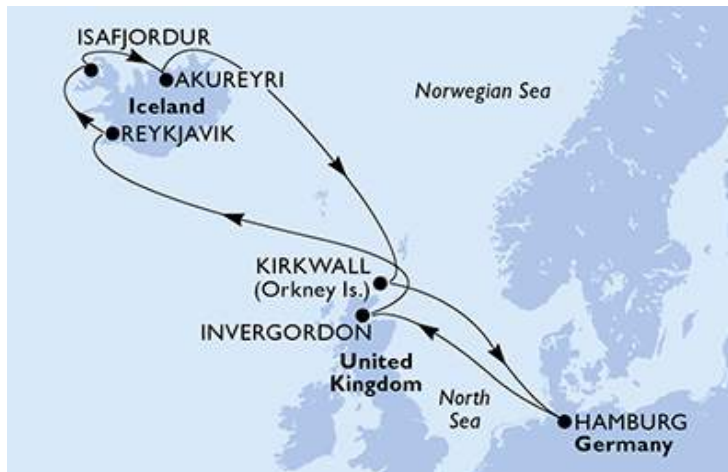 ISAFJORDUR
AKUREYRI
Iceland
REYKJAVIK
Norwegian Sea
KIRKWALL
(Orkney Is.)
INVERGORDON
United
Kingdom
North
Sea
HAMBURG
Germany